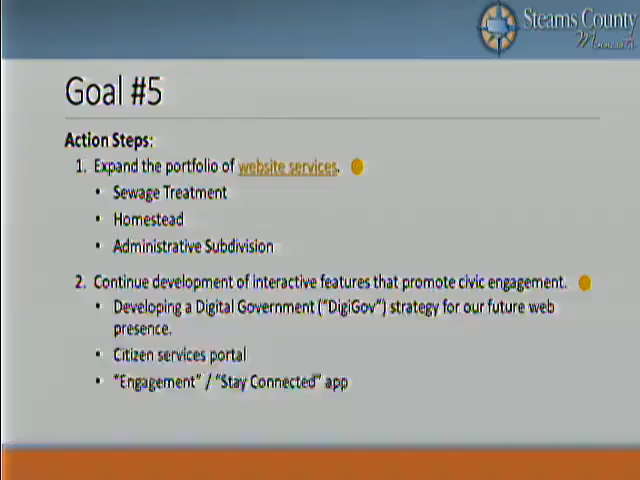 Stearns County
Minnesota
Goal #5
Action Steps:
1. Expand the portfolio of website services.
• Sewage Treatment
• Homestead
• Administrative Subdivision
2. Continue development of interactive features that promote civic engagement.
• Developing a Digital Government ("DigiGov") strategy for our future web
presence.
• Citizen services portal
• "Engagement" / "Stay Connected" app